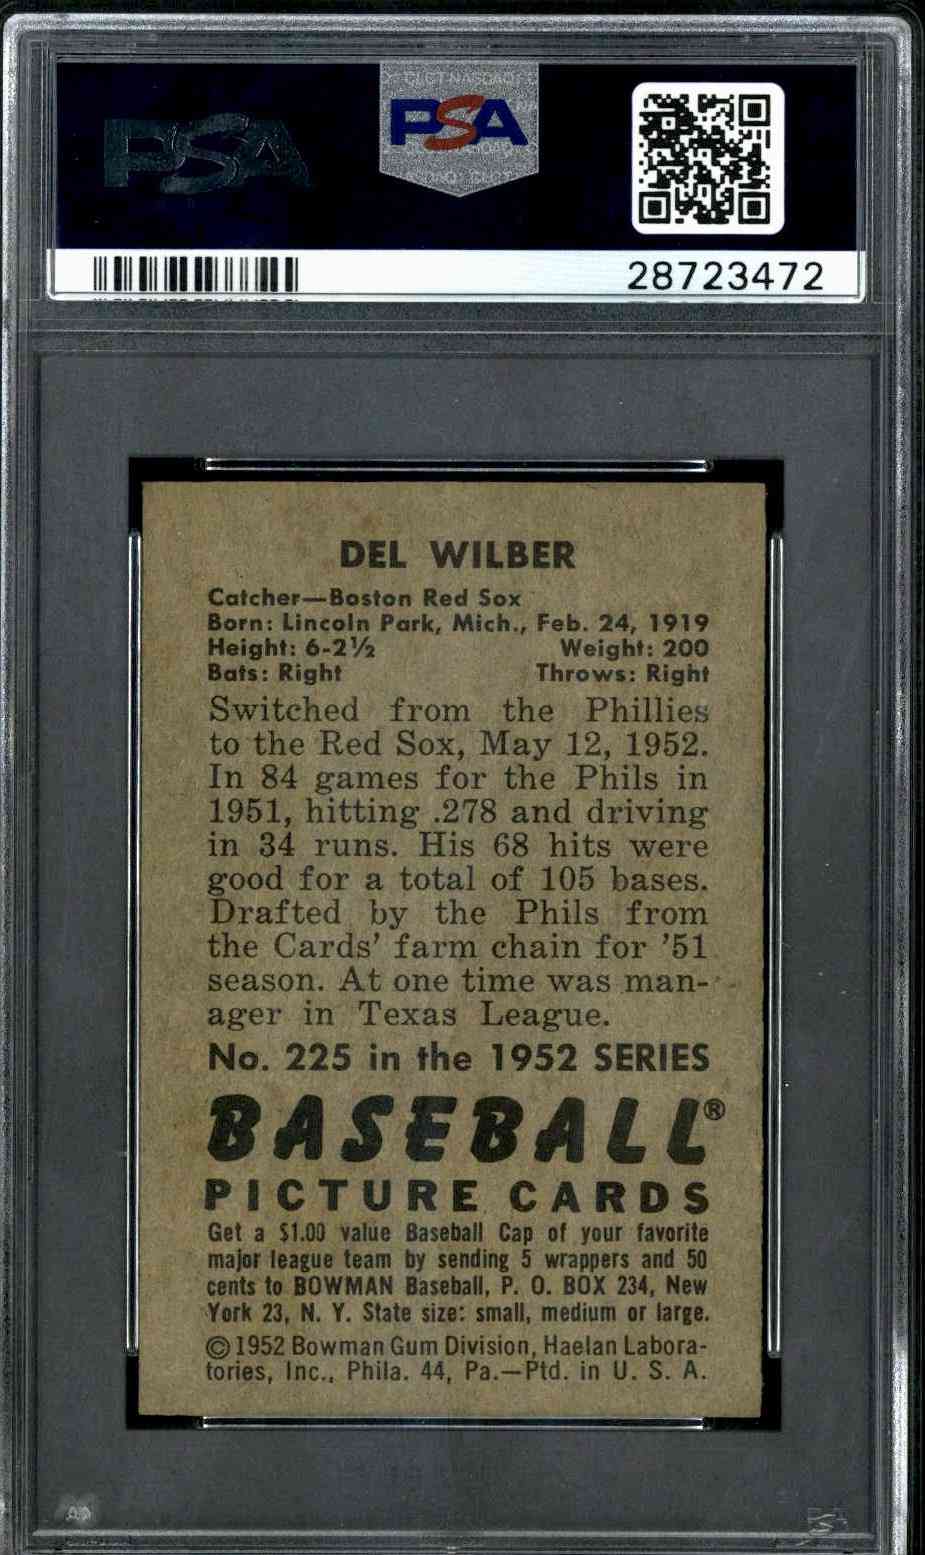 CLCT NASDAQ
PSA
PSA
28723472
DEL WILBER
Catcher—Boston Red Sox
Born: Lincoln Park, Mich., Feb. 24, 1919
Height: 6-2½ Weight: 200
Bats: Right Throws: Right
Switched from the Phillies
to the Red Sox, May 12, 1952.
In 84 games for the Phils in
1951, hitting .278 and driving
in 34 runs. His 68 hits were
good for a total of 105 bases.
Drafted by the Phils from
the Cards' farm chain for '51
season. At one time was man-
ager in Texas League.
No. 225 in the 1952 SERIES
BASEBALL®
PICTURE CARDS
Get a $1.00 value Baseball Cap of your favorite
major league team by sending 5 wrappers and 50
cents to BOWMAN Baseball, P. O. BOX 234, New
York 23, N. Y. State size: small, medium or large.
©1952 Bowman Gum Division, Haelan Labora-
tories, Inc., Phila. 44, Pa.—Ptd. in U. S. A.
PSA